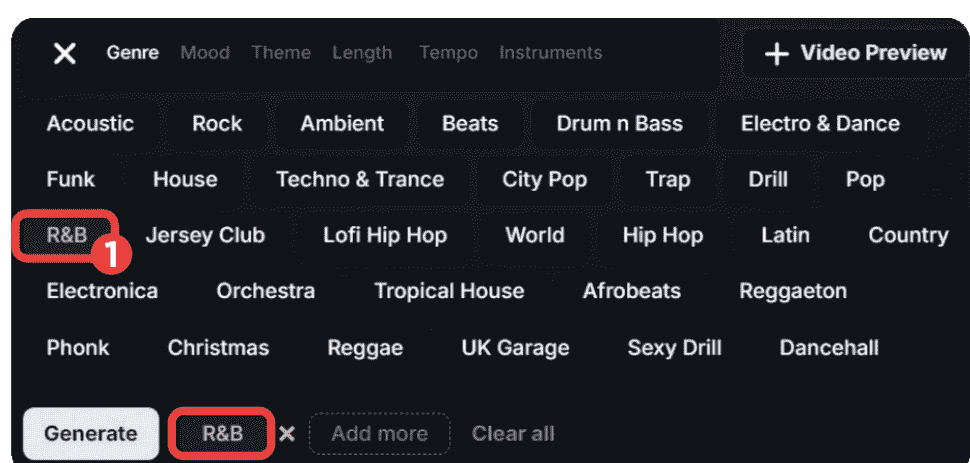 Genre Mood Theme Length Tempo Instruments + Video Preview
Acoustic Rock Ambient Beats Drum n Bass Electro & Dance
Funk House Techno & Trance City Pop Trap Drill Pop
R&B 1 Jersey Club Lofi Hip Hop World Hip Hop Latin Country
Electronica Orchestra Tropical House Afrobeats Reggaeton
Phonk Christmas Reggae UK Garage Sexy Drill Dancehall
Generate R&B × Add more Clear all